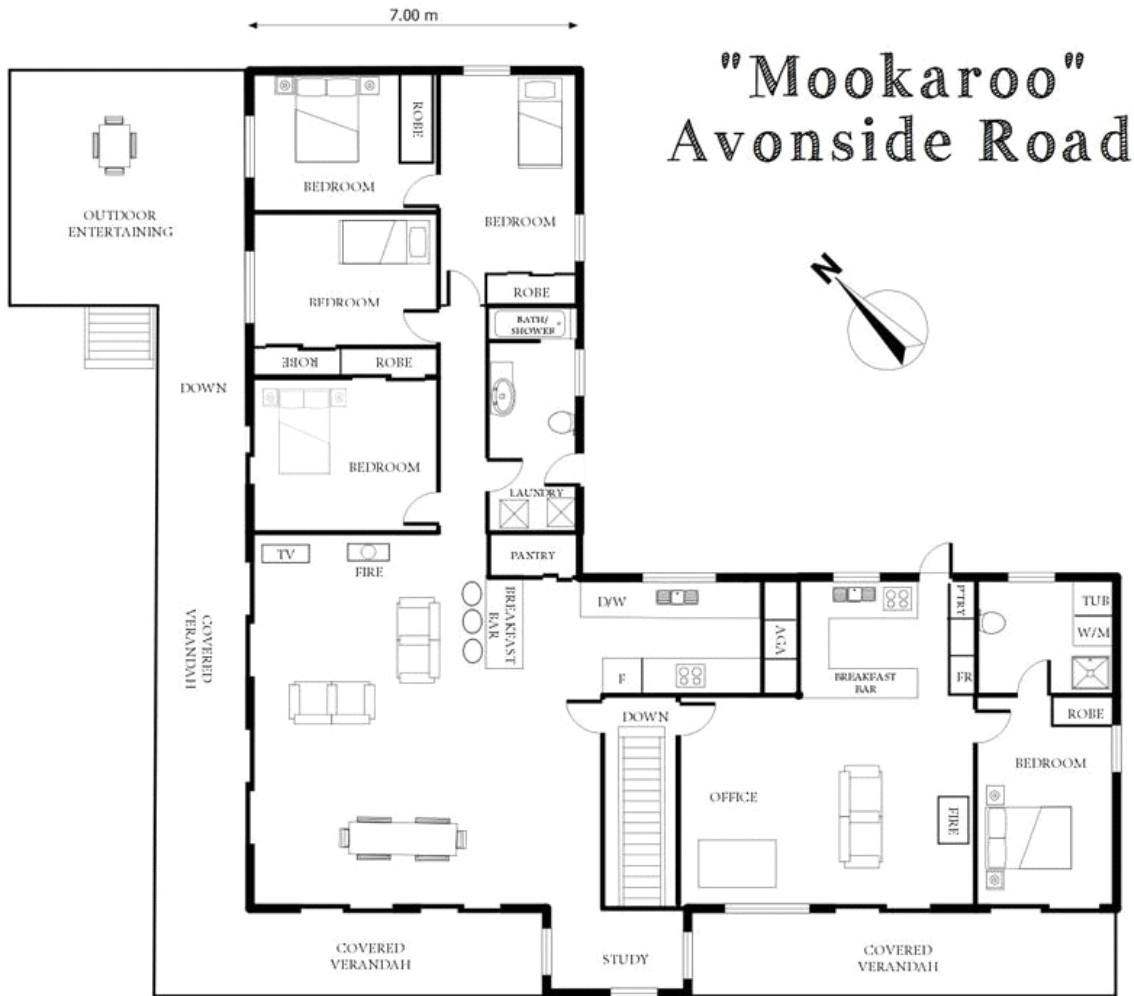 7.00 m
"Mookaroo"
Avonside Road
N
ROBE
BEDROOM
BEDROOM
OUTDOOR
ENTERTAINING
BEDROOM
ROBE
BATH/
SHOWER
ROBE
ROBE
DOWN
BEDROOM
LAUNDRY
TV
FIRE
PANTRY
BREAKFAST
BAR
D/W
F
AGA
BREAKFAST
BAR
P'TRY
FR
TUB
W/M
ROBE
COVERED
VERANDAH
DOWN
OFFICE
FIRE
BEDROOM
COVERED
VERANDAH
STUDY
COVERED
VERANDAH